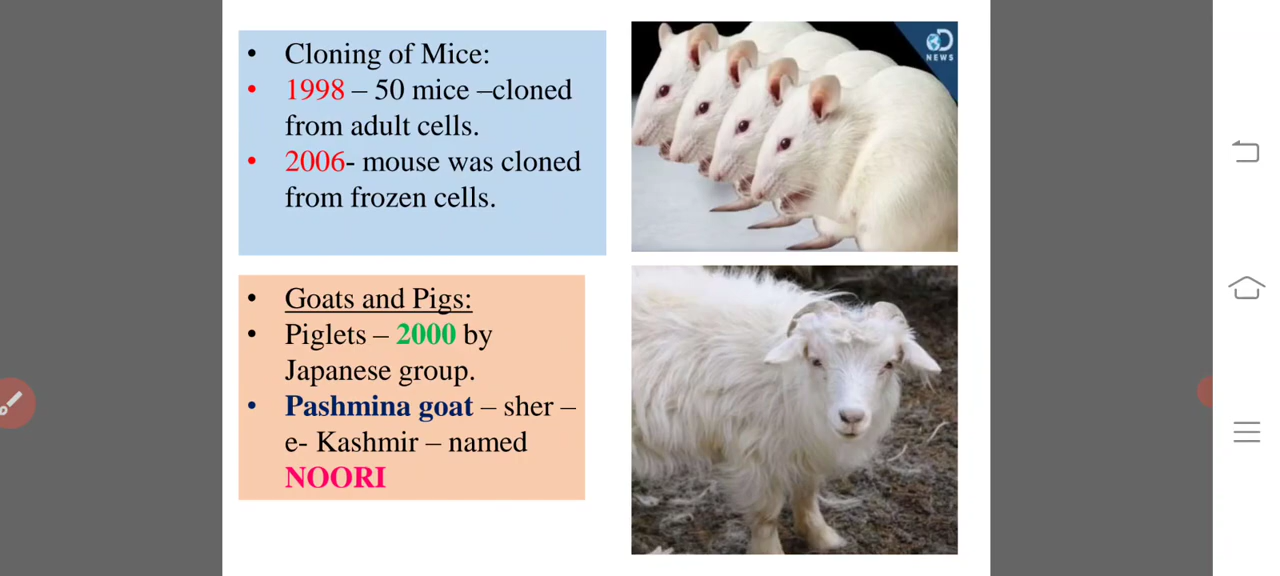 Cloning of Mice:
1998 – 50 mice –cloned
from adult cells.
2006- mouse was cloned
from frozen cells.
NEWS
Goats and Pigs:
Piglets – 2000 by
Japanese group.
Pashmina goat – sher –
e- Kashmir – named
NOORI